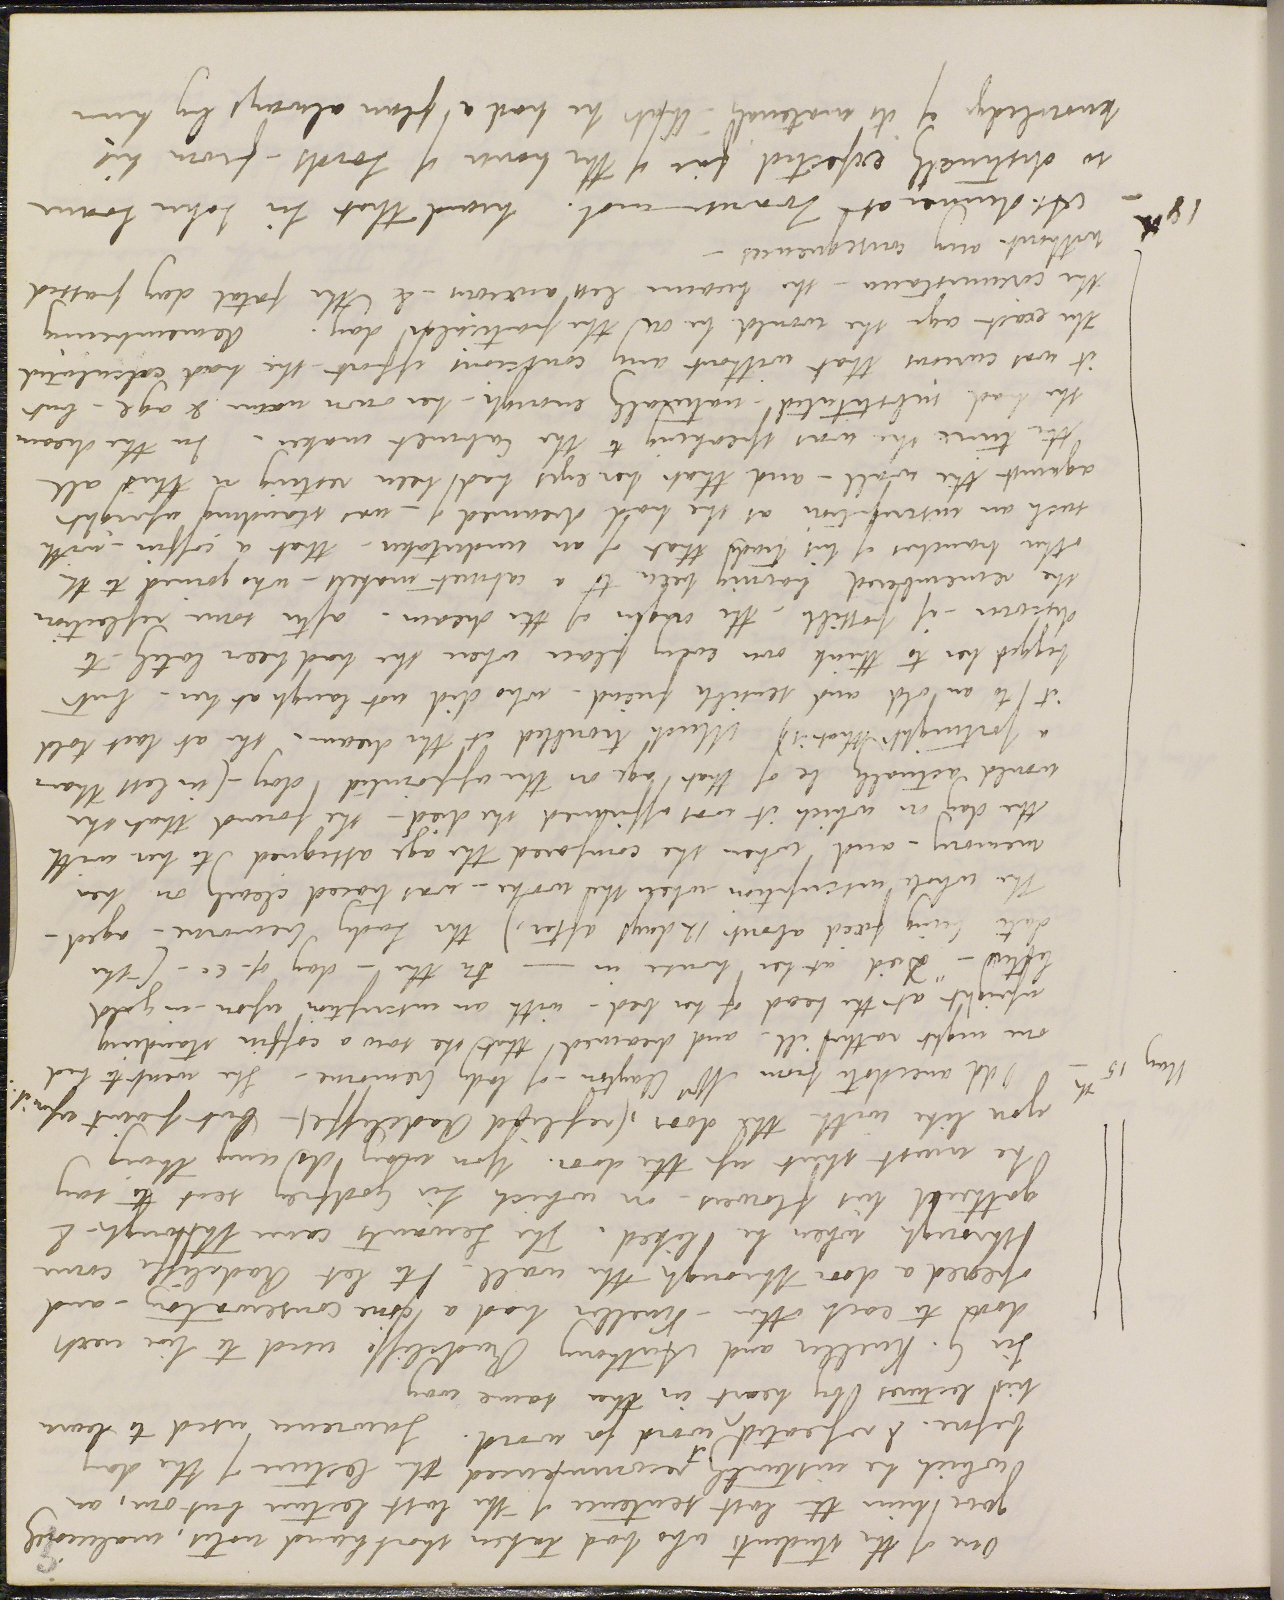 One of the students who had taken shorthand notes, maliciously
gave him the last sentence of the last lecture but one, on
which he instantly recommenced the lecture of the day
before. & repeated it word for word. Lawrence used to learn
his lectures by heart in the same way
Sir G. Kneller and Anthony Radcliffe used to live next
door to each other - Kneller had a fine conservatory - and
opened a door through the wall - to let Radcliffe come
through when he liked. The Servants came through - &
gathered his flowers - on which Sir Godfrey sent to say
he must shut up the door. You may do any thing
you like with the door, (replied Radcliffe) - but paint upon it.
May 15th - Odd anecdote from Mrs Clayton - of lady Cremorne - She went to bed
one night rather ill - and dreamed that she saw a coffin standing
upright at the head of her bed - with an inscription upon - in gold
letters - "Died at her house in — On the - day of - &c - (the
date being fixed about 12 days after,) the Lady Cremorne - aged -
The whole inscription when she woke - was traced clearly on her
memory - and when she compared the age assigned to her with
the day on which it was affirmed she died - she found that she
would actually be of that age on the appointed day - (in less than
a fortnight that is) Much troubled at the dream - she at last told
it to an old and sensible friend - who did not laugh at her - but
begged her to think over every place where she had been lately - to
discover - if possible - the origin of the dream - after some reflection
she remembered having been to a cabinet makers - who joined to the
other branches of his trade that of an undertaker - that a coffin - with
such an inscription as she had dreamed of - was standing upright
against the wall - and that her eyes had been resting on this all
the time she was speaking to the Cabinet maker - In the dream
she had substituted - naturally enough - her own name & age - but
it was curious that without any conscious effort - she had calculated
the exact age she would be on the particular day. Remembering
the circumstance - she became less anxious - & the fatal day passed
without any consequences -
18th - At dinner at heard that Sir John Soane
so distinctly expected fire of the house of Lords - from his
knowledge of its materials - that he had a plan always by him